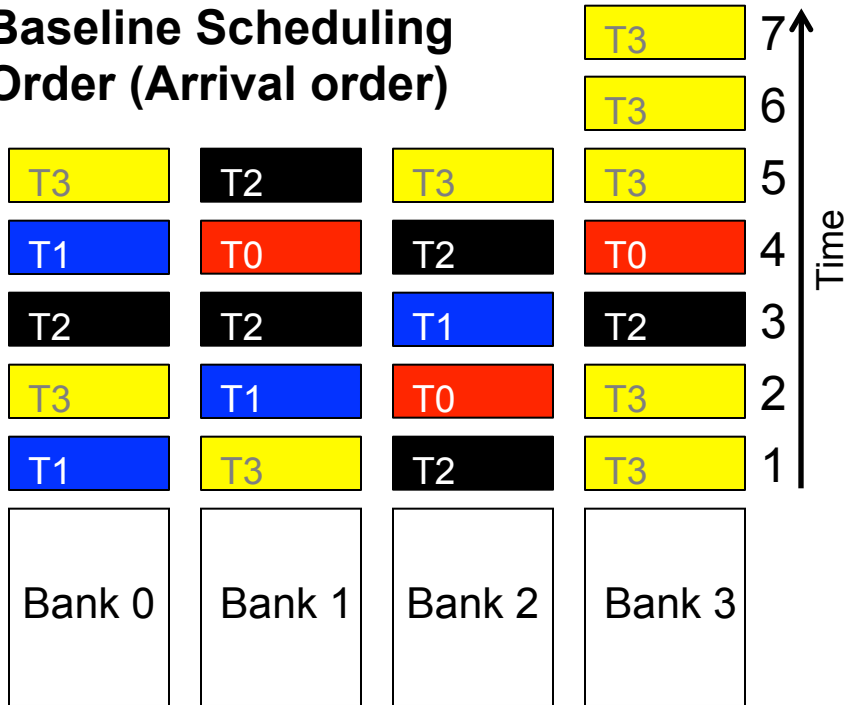 Baseline Scheduling
Order (Arrival order)
T3 7
T3 6
T3 T2 T3 T3 5
T1 T0 T2 T0 4
T2 T2 T1 T2 3
T3 T1 T0 T3 2
T1 T3 T2 T3 1
Time
Bank 0 Bank 1 Bank 2 Bank 3